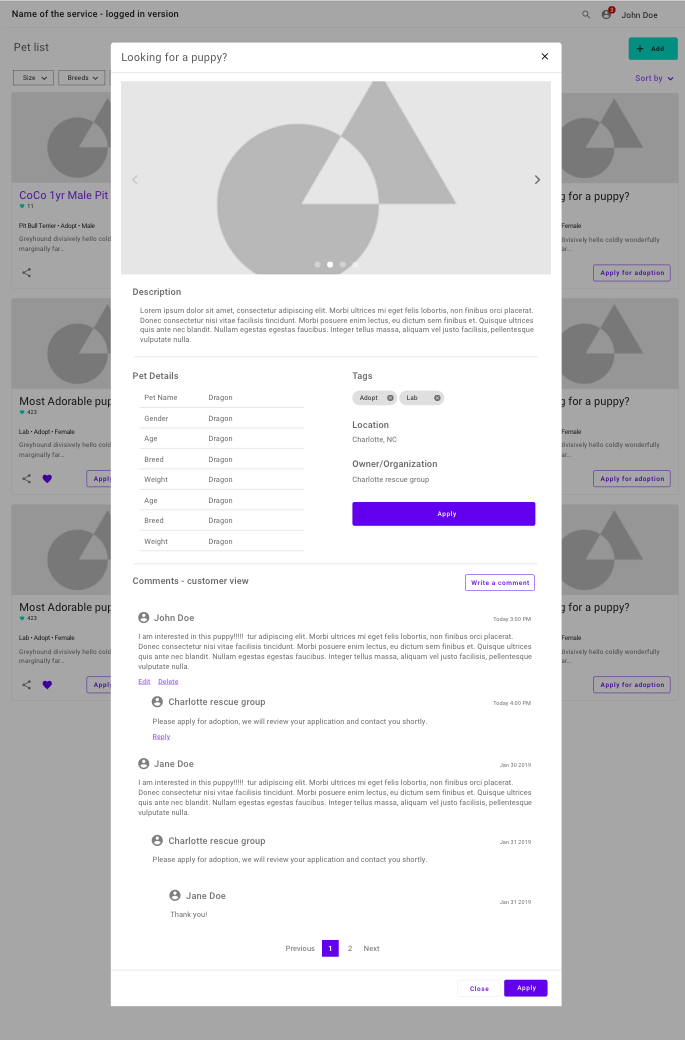 Name of the service - logged in version
3
John Doe
Pet list
Add
Size
Breeds
Sort by
Looking for a puppy?
CoCo 1yr Male Pit
11
Pit Bull Terrier • Adopt • Male
Greyhound divisively hello cold
marginally far...
g for a puppy?
Female
divisively hello coldly wonderfully
r...
Apply for adoption
Most Adorable pup
423
Lab • Adopt • Female
Greyhound divisively hello cold
marginally far...
Apply
g for a puppy?
Female
divisively hello coldly wonderfully
r...
Apply for adoption
Most Adorable pup
423
Lab • Adopt • Female
Greyhound divisively hello cold
marginally far...
Apply
g for a puppy?
Female
divisively hello coldly wonderfully
r...
Apply for adoption
Description
Lorem ipsum dolor sit amet, consectetur adipiscing elit. Morbi ultrices mi eget felis lobortis, non finibus orci placerat.
Donec consectetur nisi vitae facilisis tincidunt. Morbi posuere enim lectus, eu dictum sem finibus et. Quisque ultrices
quis ante nec blandit. Nullam egestas egestas faucibus. Integer tellus massa, aliquam vel justo facilisis, pellentesque
vulputate nulla.
Pet Details
Pet Name Dragon
Gender Dragon
Age Dragon
Breed Dragon
Weight Dragon
Age Dragon
Breed Dragon
Weight Dragon
Tags
Adopt Lab
Location
Charlotte, NC
Owner/Organization
Charlotte rescue group
Apply
Comments - customer view
Write a comment
John Doe
Today 3:00 PM
I am interested in this puppy!!!!! tur adipiscing elit. Morbi ultrices mi eget felis lobortis, non finibus orci placerat.
Donec consectetur nisi vitae facilisis tincidunt. Morbi posuere enim lectus, eu dictum sem finibus et. Quisque ultrices
quis ante nec blandit. Nullam egestas egestas faucibus. Integer tellus massa, aliquam vel justo facilisis, pellentesque
vulputate nulla.
Edit Delete
Charlotte rescue group
Today 4:00 PM
Please apply for adoption, we will review your application and contact you shortly.
Reply
Jane Doe
Jan 30 2019
I am interested in this puppy!!!!! tur adipiscing elit. Morbi ultrices mi eget felis lobortis, non finibus orci placerat.
Donec consectetur nisi vitae facilisis tincidunt. Morbi posuere enim lectus, eu dictum sem finibus et. Quisque ultrices
quis ante nec blandit. Nullam egestas egestas faucibus. Integer tellus massa, aliquam vel justo facilisis, pellentesque
vulputate nulla.
Charlotte rescue group
Jan 31 2019
Please apply for adoption, we will review your application and contact you shortly.
Jane Doe
Jan 31 2019
Thank you!
Previous 1 2 Next
Close
Apply